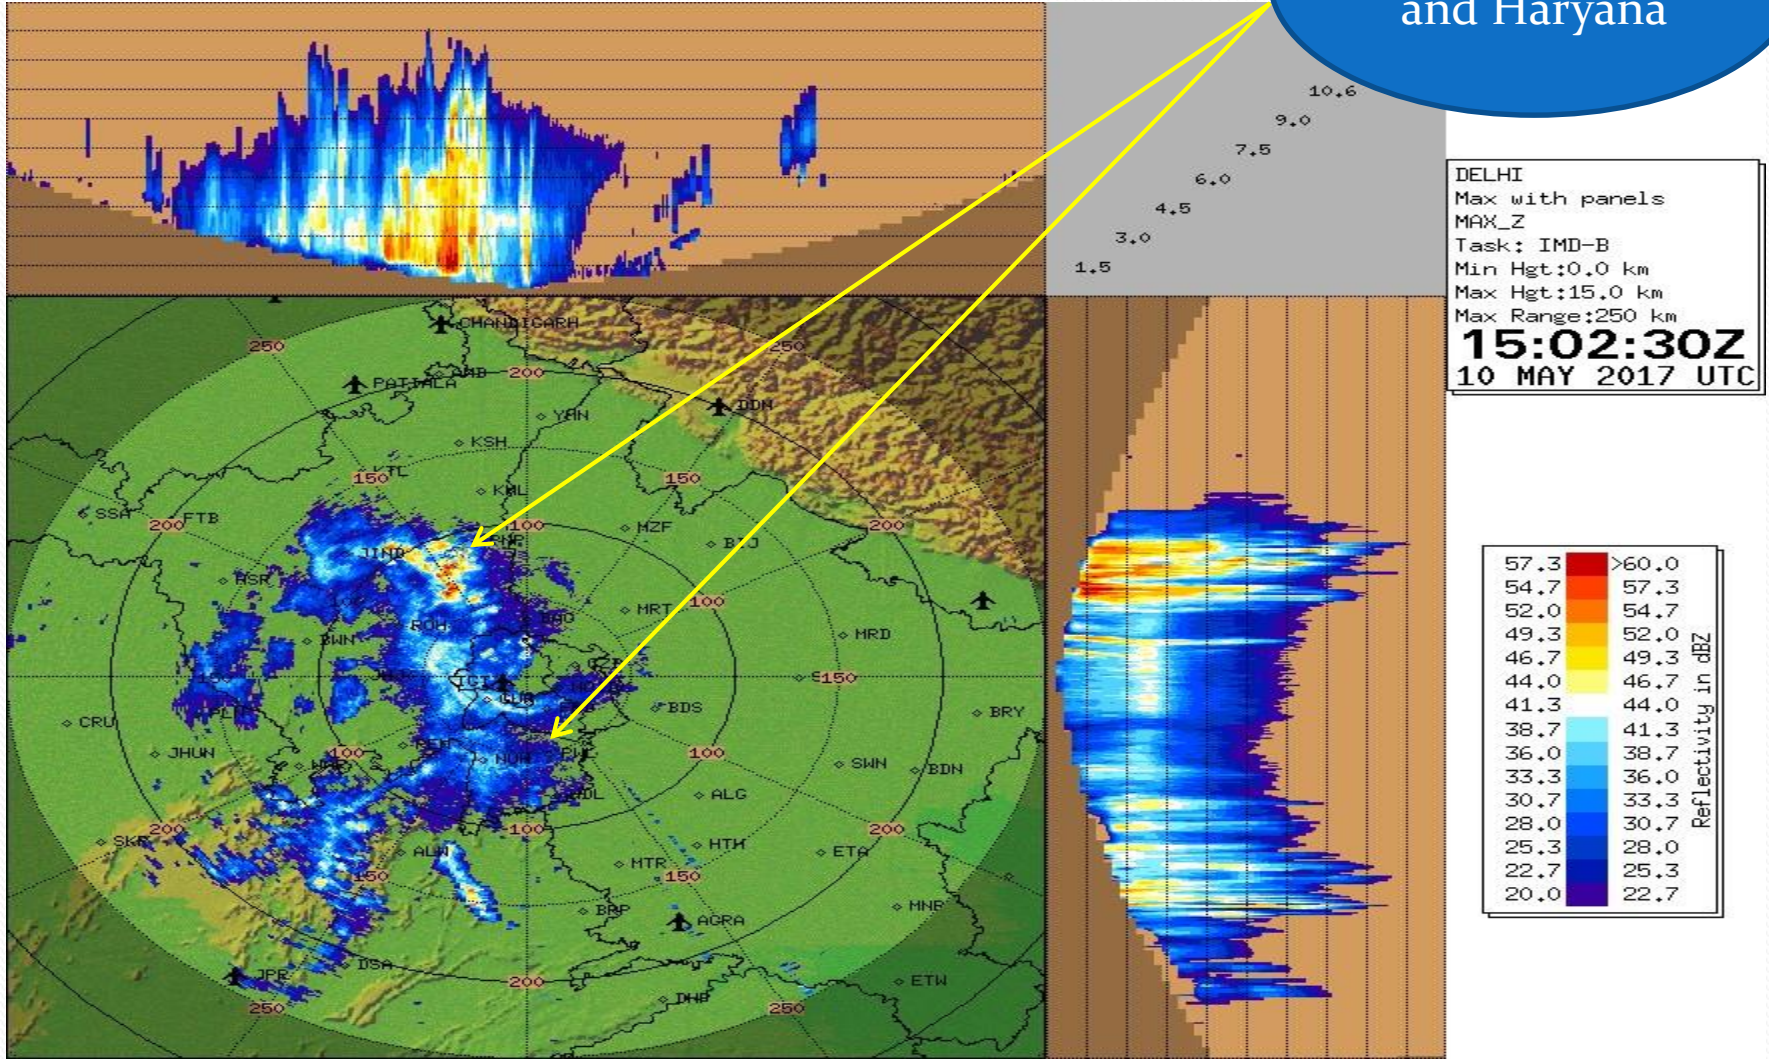 and Haryana
10.6
9.0
7.5
6.0
4.5
3.0
1.5
DELHI
Max with panels
MAX_Z
Task: IMD-B
Min Hgt:0.0 km
Max Hgt:15.0 km
Max Range:250 km
15:02:30Z
10 MAY 2017 UTC
57.3 >60.0
54.7 57.3
52.0 54.7
49.3 52.0
46.7 49.3
44.0 46.7
41.3 44.0
38.7 41.3
36.0 38.7
33.3 36.0
30.7 33.3
28.0 30.7
25.3 28.0
22.7 25.3
20.0 22.7
Reflectivity in dBZ
CHANDIGARH
250 250
200
PATIALA DDN
YAN
KSH
KTL
150 150
KNL
SSA FTB
200 100 MZF 200
JIND BIJ
HSR
MRT 100
ROH BAG
BWN MRD
150
BDS BRY
CRU
JHUN 100 NUH 100 SWN BDN
ALG
200 100 200
SKR HTH
ALW MTR ETA
150 150
BRP AGRA MNP
JPR DSA
200 ETW
250 250